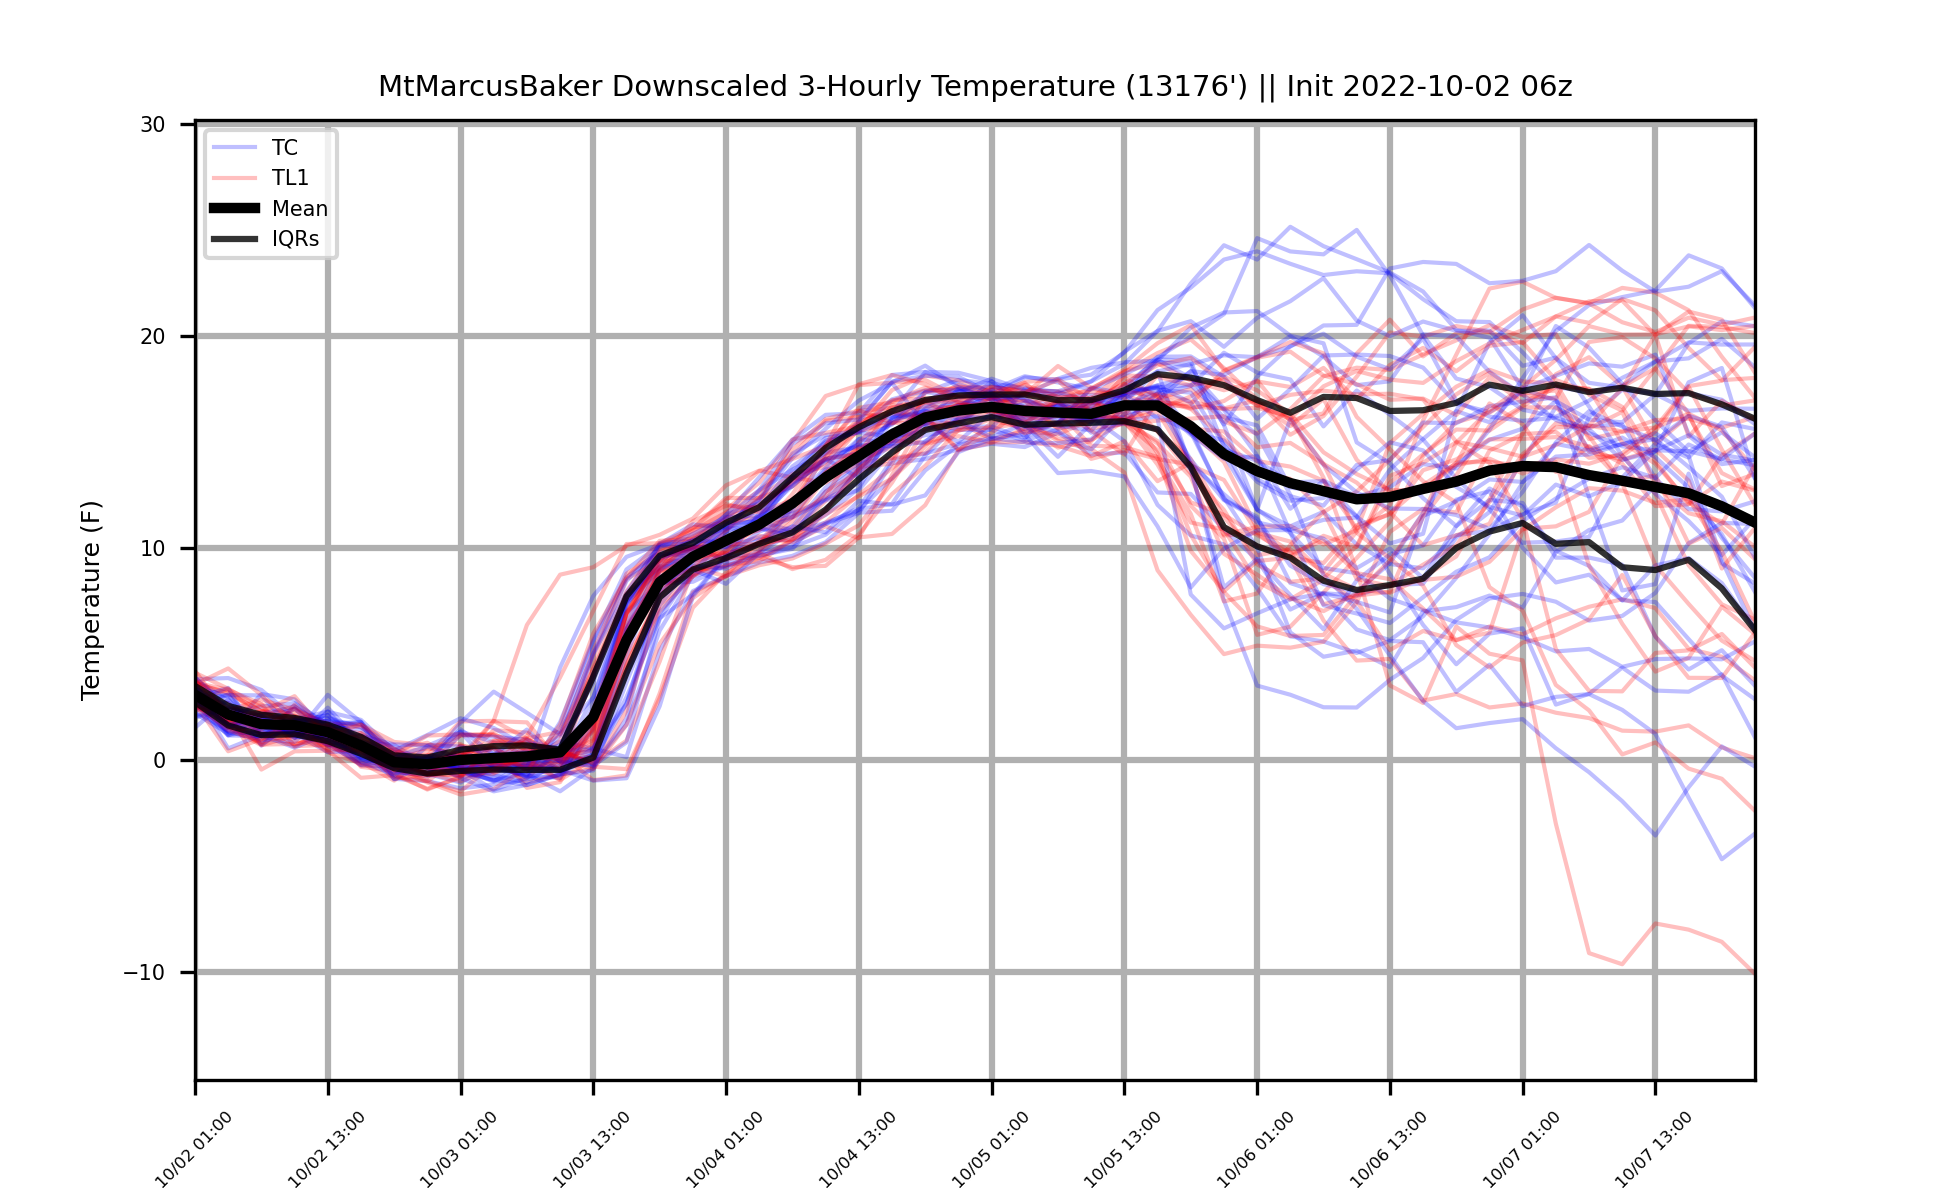 MtMarcusBaker Downscaled 3-Hourly Temperature (13176') || Init 2022-10-02 06z
TC
TL1
Mean
IQRs
Temperature (F)
30
20
10
0
−10
10/02 01:00
10/02 13:00
10/03 01:00
10/03 13:00
10/04 01:00
10/04 13:00
10/05 01:00
10/05 13:00
10/06 01:00
10/06 13:00
10/07 01:00
10/07 13:00